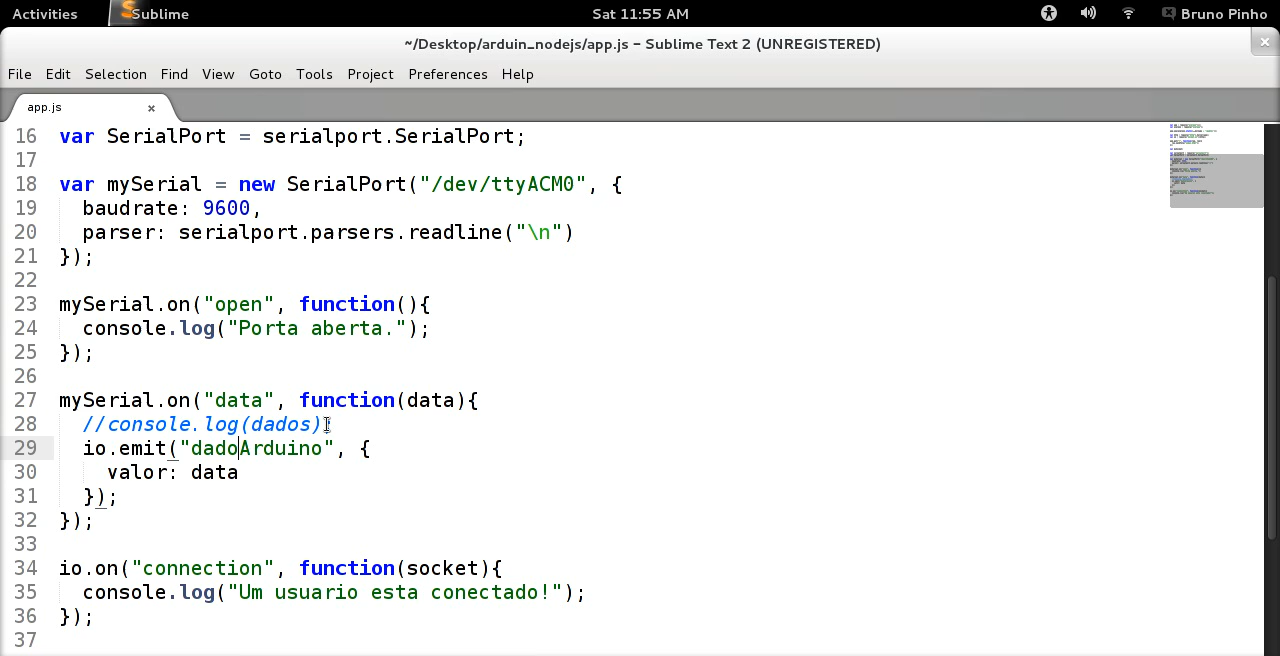 Activities Sublime Sat 11:55 AM Bruno Pinho
~/Desktop/arduin_nodejs/app.js – Sublime Text 2 (UNREGISTERED)
File Edit Selection Find View Goto Tools Project Preferences Help
app.js
16 var SerialPort = serialport.SerialPort;
17
18 var mySerial = new SerialPort("/dev/ttyACM0", {
19 baudrate: 9600,
20 parser: serialport.parsers.readline("\n")
21 });
22
23 mySerial.on("open", function(){
24 console.log("Porta aberta.");
25 });
26
27 mySerial.on("data", function(data){
28 //console.log(dados);
29 io.emit("dadoArduino", {
30 valor: data
31 });
32 });
33
34 io.on("connection", function(socket){
35 console.log("Um usuario esta conectado!");
36 });
37